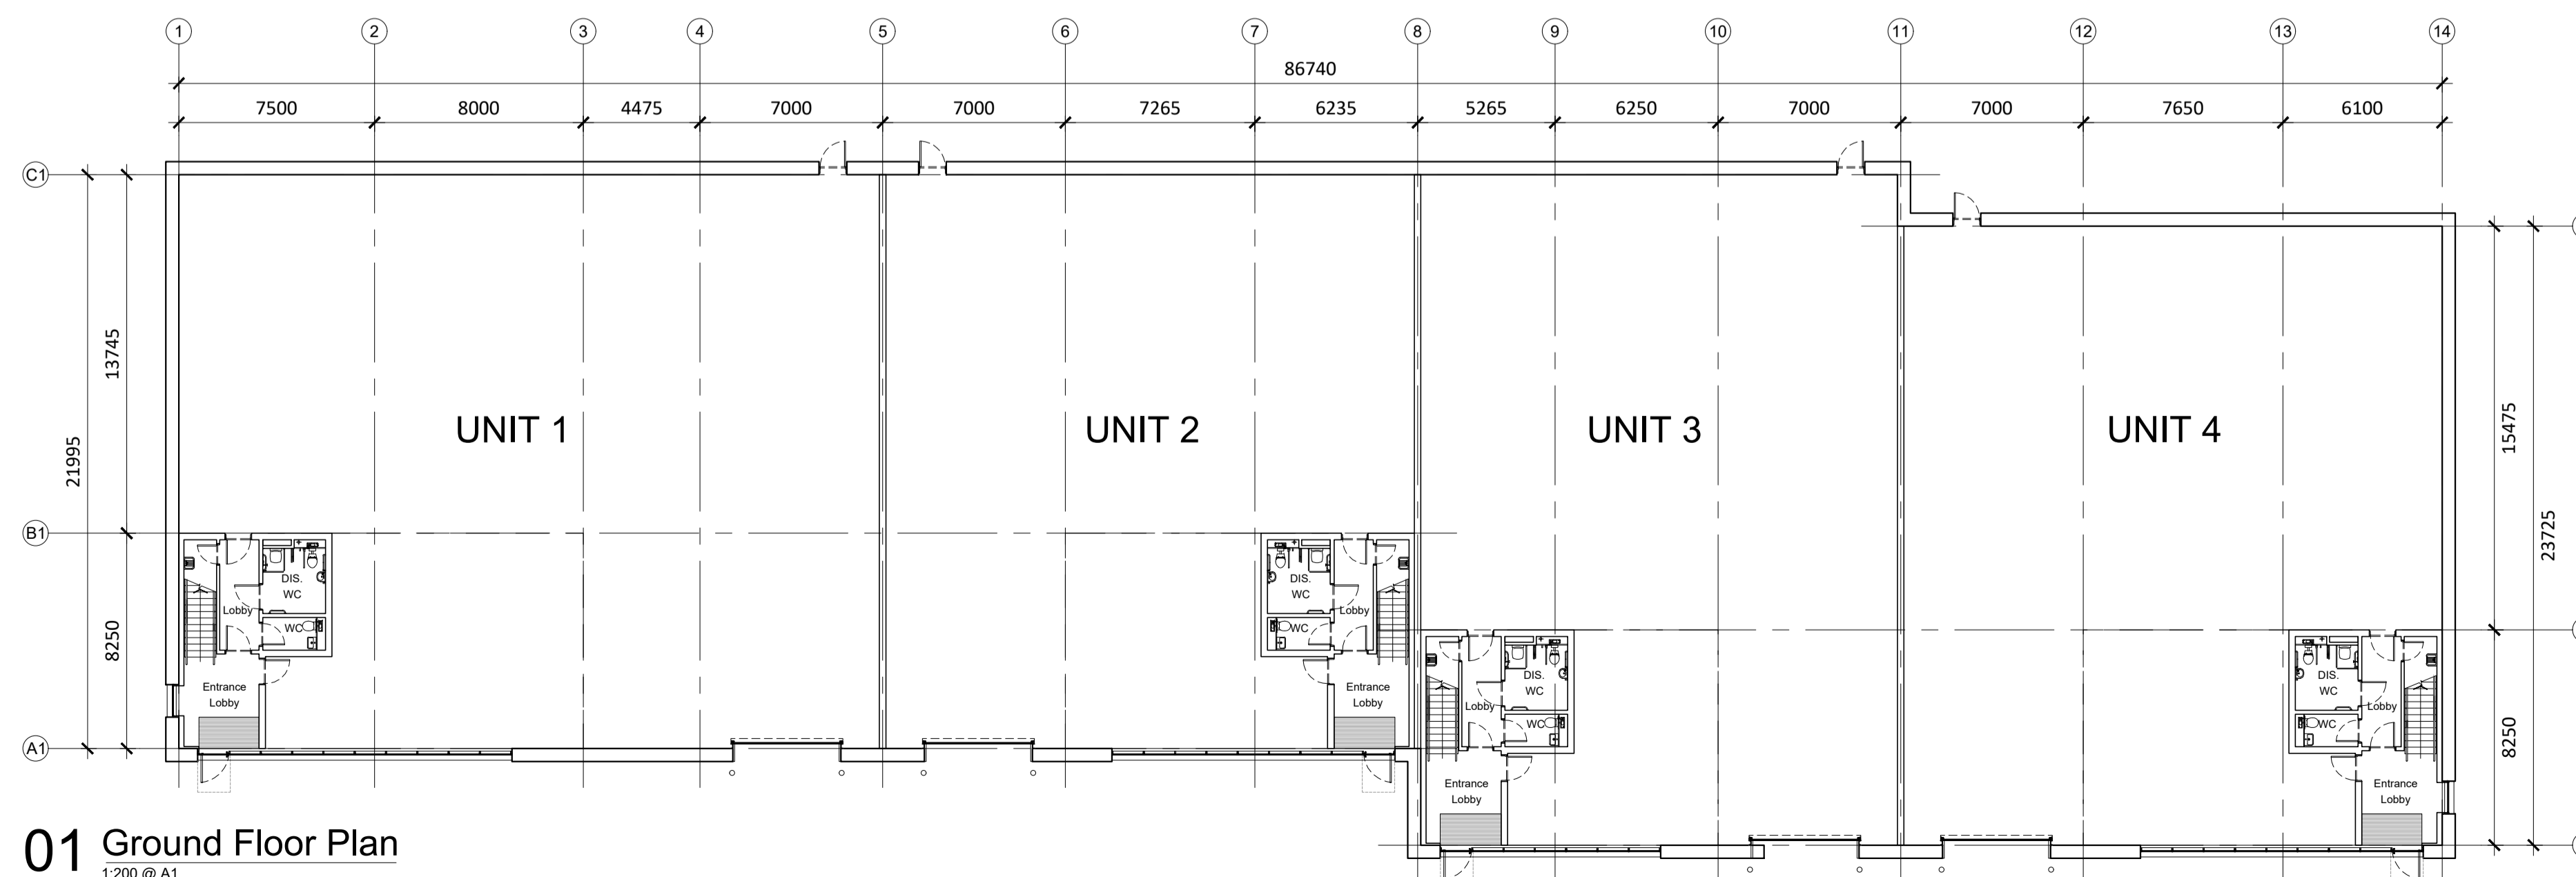 1 2 3 4 5 6 7 8 9 10 11 12 13 14
86740
7500 8000 4475 7000 7000 7265 6235 5265 6250 7000 7000 7650 6100
C1
13745
21995
UNIT 1 UNIT 2 UNIT 3 UNIT 4
15475
23725
B1
DIS.
WC
Lobby
WC
8250
Entrance
Lobby
DIS.
WC
Lobby
WC
Entrance
Lobby
DIS.
WC
Lobby
WC
Entrance
Lobby
DIS.
WC
Lobby
WC
8250
Entrance
Lobby
A1
01 Ground Floor Plan
1:200 @ A1